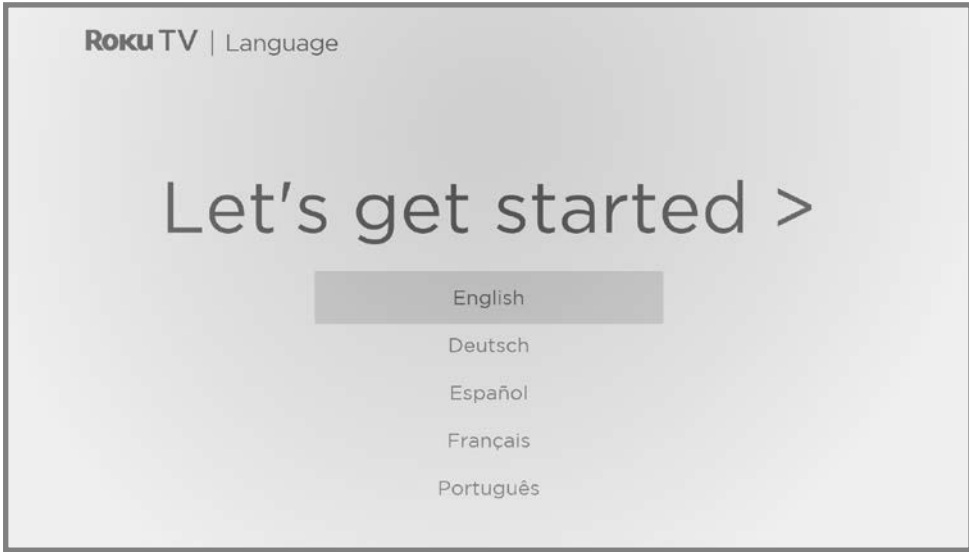 Roku TV | Language
Let's get started >
English
Deutsch
Español
Français
Português